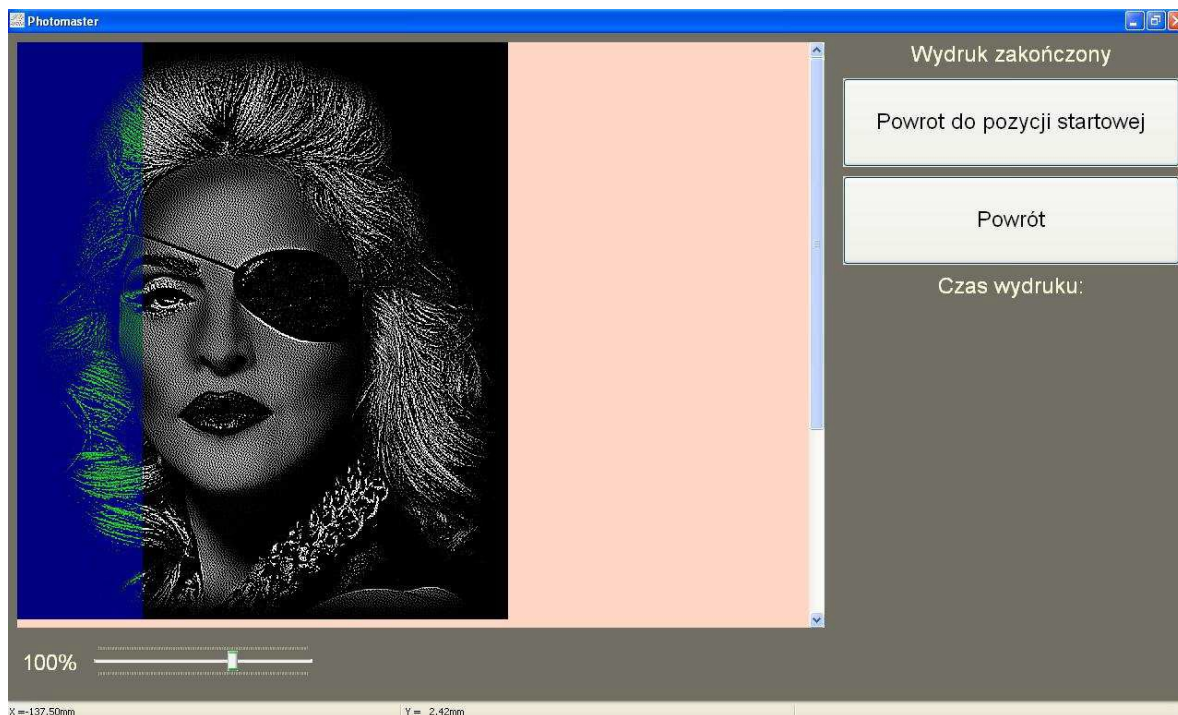 Photomaster
Wydruk zakończony
Powrot do pozycji startowej
Powrót
Czas wydruku:
100%
X =-137.50mm
Y = 2.42mm